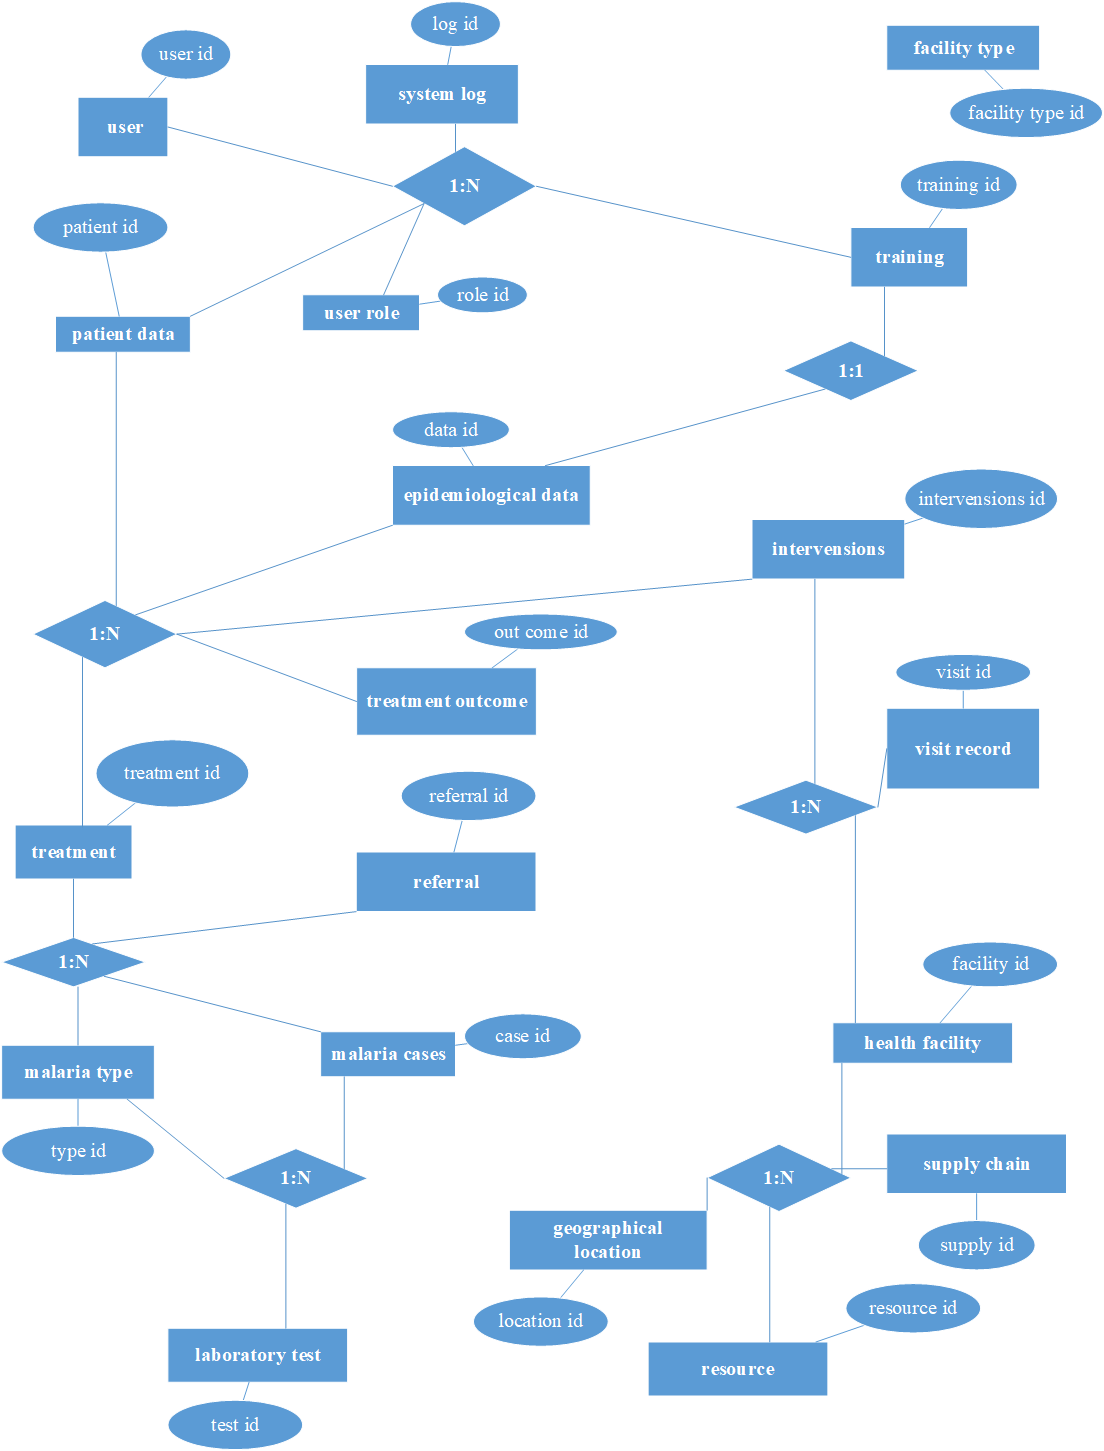 log id
facility type
user id
system log
facility type id
user
1:N
training id
patient id
training
role id
user role
patient data
1:1
data id
epidemiological data
intervensions id
intervensions
1:N
out come id
visit id
treatment outcome
visit record
treatment id
referral id
1:N
treatment
referral
1:N
facility id
case id
health facility
malaria cases
malaria type
type id
supply chain
1:N
1:N
geographical
location
supply id
resource id
location id
laboratory test
resource
test id